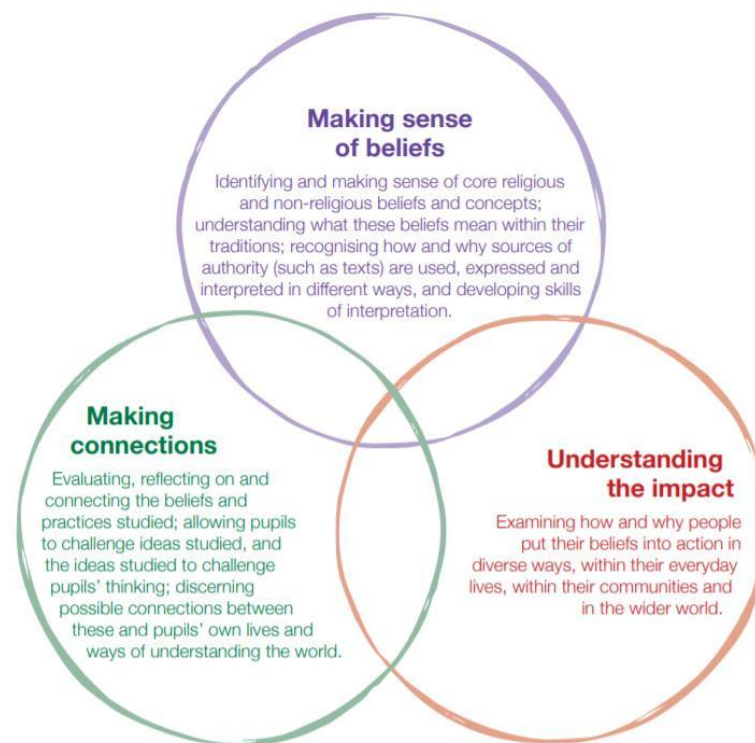 Making sense
of beliefs
Identifying and making sense of core religious
and non-religious beliefs and concepts;
understanding what these beliefs mean within their
traditions; recognising how and why sources of
authority (such as texts) are used, expressed and
interpreted in different ways, and developing skills
of interpretation.
Making
connections
Evaluating, reflecting on and
connecting the beliefs and
practices studied; allowing pupils
to challenge ideas studied, and
the ideas studied to challenge
pupils’ thinking; discerning
possible connections between
these and pupils’ own lives and
ways of understanding the world.
Understanding
the impact
Examining how and why people
put their beliefs into action in
diverse ways, within their everyday
lives, within their communities and
in the wider world.